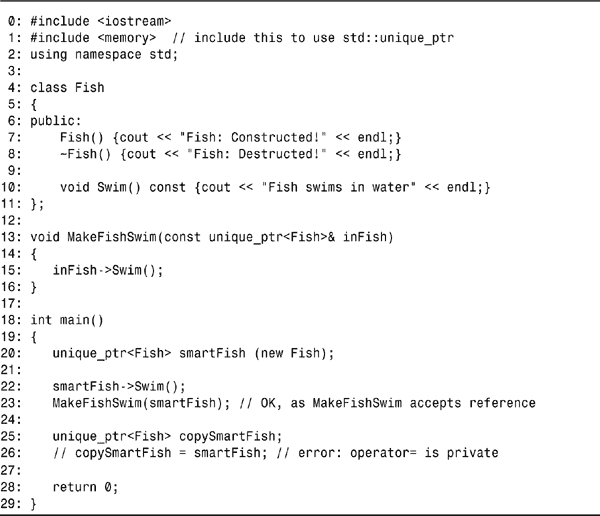 0: #include <iostream>
1: #include <memory>  // include this to use std::unique_ptr
2: using namespace std;
3:
4: class Fish
5: {
6: public:
7:     Fish() {cout << "Fish: Constructed!" << endl;}
8:     ~Fish() {cout << "Fish: Destructed!" << endl;}
9:
10:     void Swim() const {cout << "Fish swims in water" << endl;}
11: };
12:
13: void MakeFishSwim(const unique_ptr<Fish>& inFish)
14: {
15:     inFish->Swim();
16: }
17:
18: int main()
19: {
20:     unique_ptr<Fish> smartFish (new Fish);
21:
22:     smartFish->Swim();
23:     MakeFishSwim(smartFish); // OK, as MakeFishSwim accepts reference
24:
25:     unique_ptr<Fish> copySmartFish;
26:     // copySmartFish = smartFish; // error: operator= is private
27:
28:     return 0;
29: }